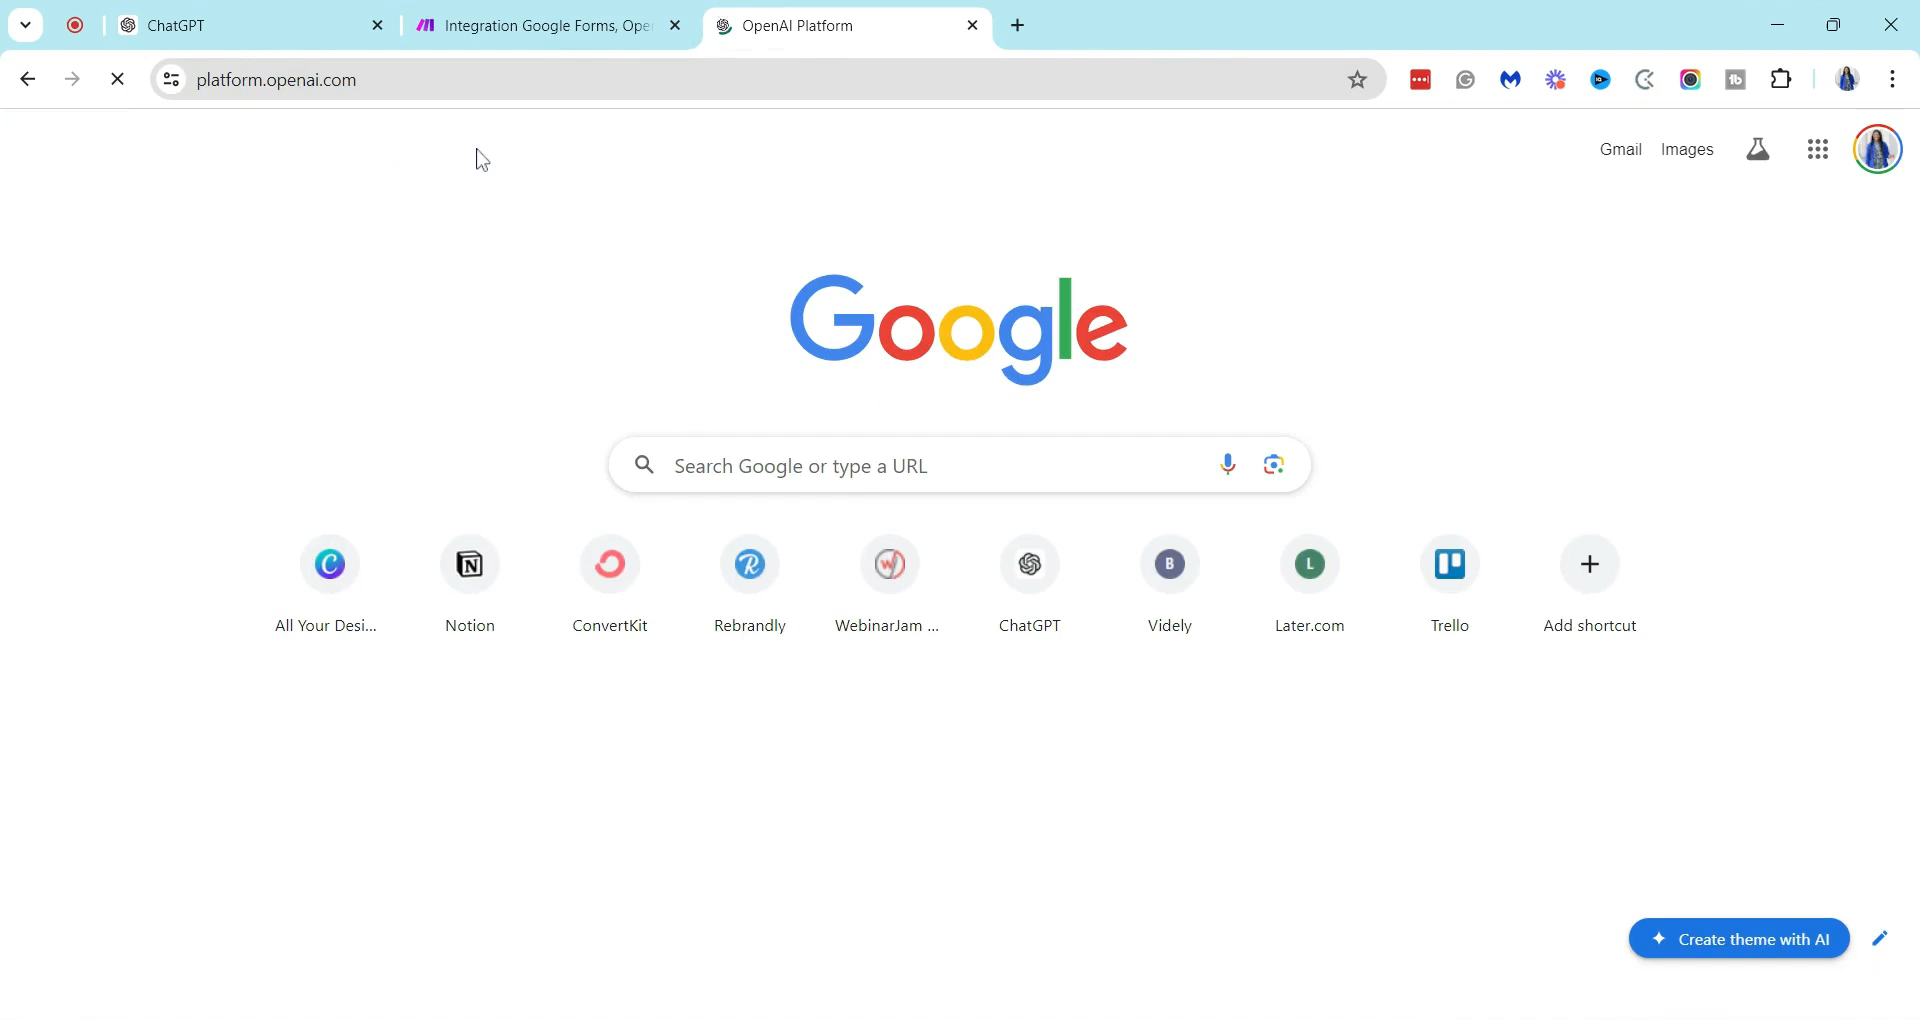 ChatGPT
Integration Google Forms, Ope
OpenAI Platform
platform.openai.com
Gmail
Images
Google
Search Google or type a URL
All Your Desi...
Notion
ConvertKit
Rebrandly
WebinarJam ...
ChatGPT
B
Videly
L
Later.com
Trello
Add shortcut
Create theme with AI